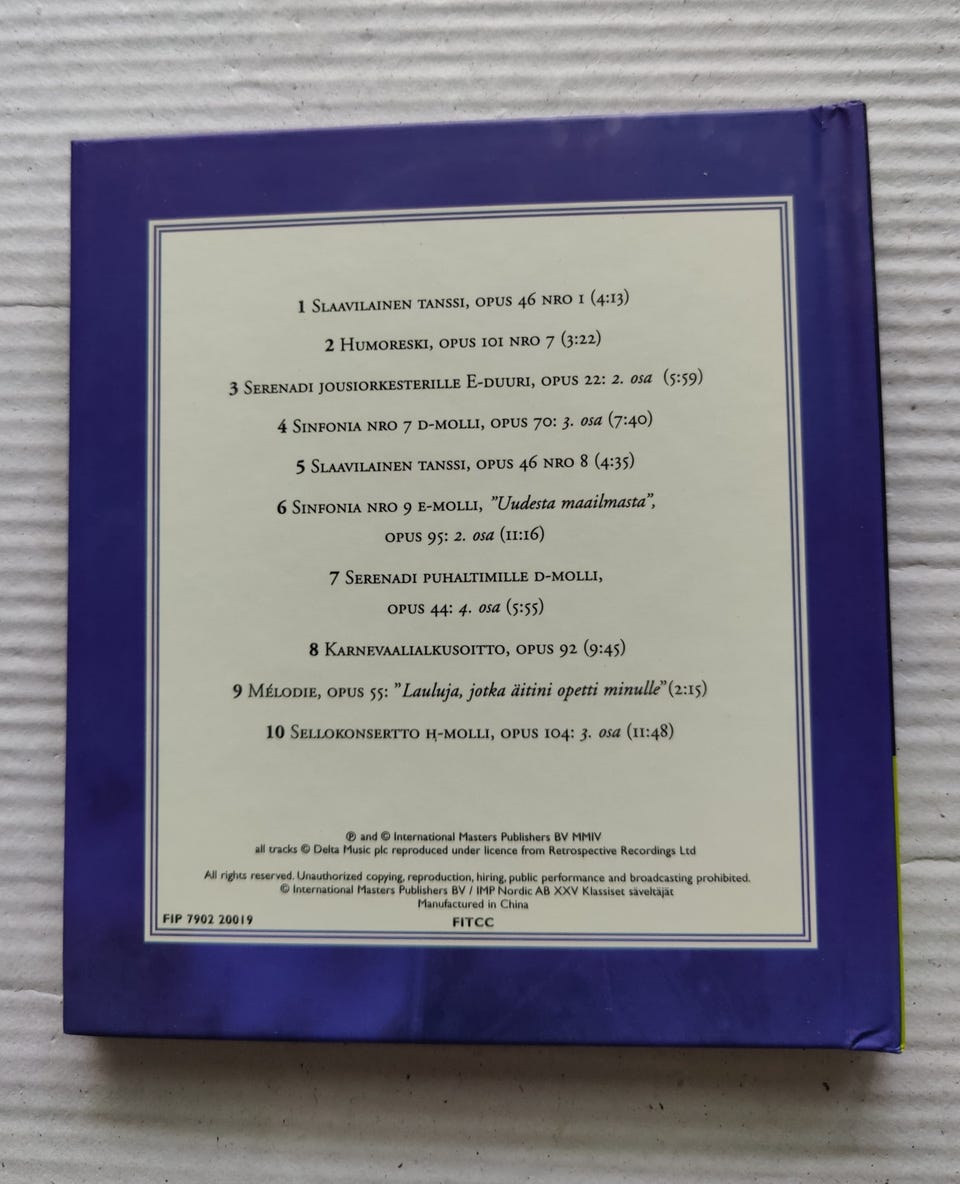 1 Slaavilainen tanssi, opus 46 nro 1 (4:13)
2 Humoreski, opus 101 nro 7 (3:22)
3 Serenadi jousiorkesterille E-duuri, opus 22: 2. osa (5:59)
4 Sinfonia nro 7 d-molli, opus 70: 3. osa (7:40)
5 Slaavilainen tanssi, opus 46 nro 8 (4:35)
6 Sinfonia nro 9 e-molli, ”Uudesta maailmasta”,
opus 95: 2. osa (11:16)
7 Serenadi puhaltimille d-molli,
opus 44: 4. osa (5:55)
8 Karnevaalialkusoitto, opus 92 (9:45)
9 Mélodie, opus 55: ”Lauluja, jotka äitini opetti minulle” (2:15)
10 Sellokonsertto h-molli, opus 104: 3. osa (11:48)
℗ and © International Masters Publishers BV MMIV
all tracks © Delta Music plc reproduced under licence from Retrospective Recordings Ltd
All rights reserved. Unauthorized copying, reproduction, hiring, public performance and broadcasting prohibited.
© International Masters Publishers BV / IMP Nordic AB XXV Klassiset säveltäjät
Manufactured in China
FIP 7902 20019 FITCC